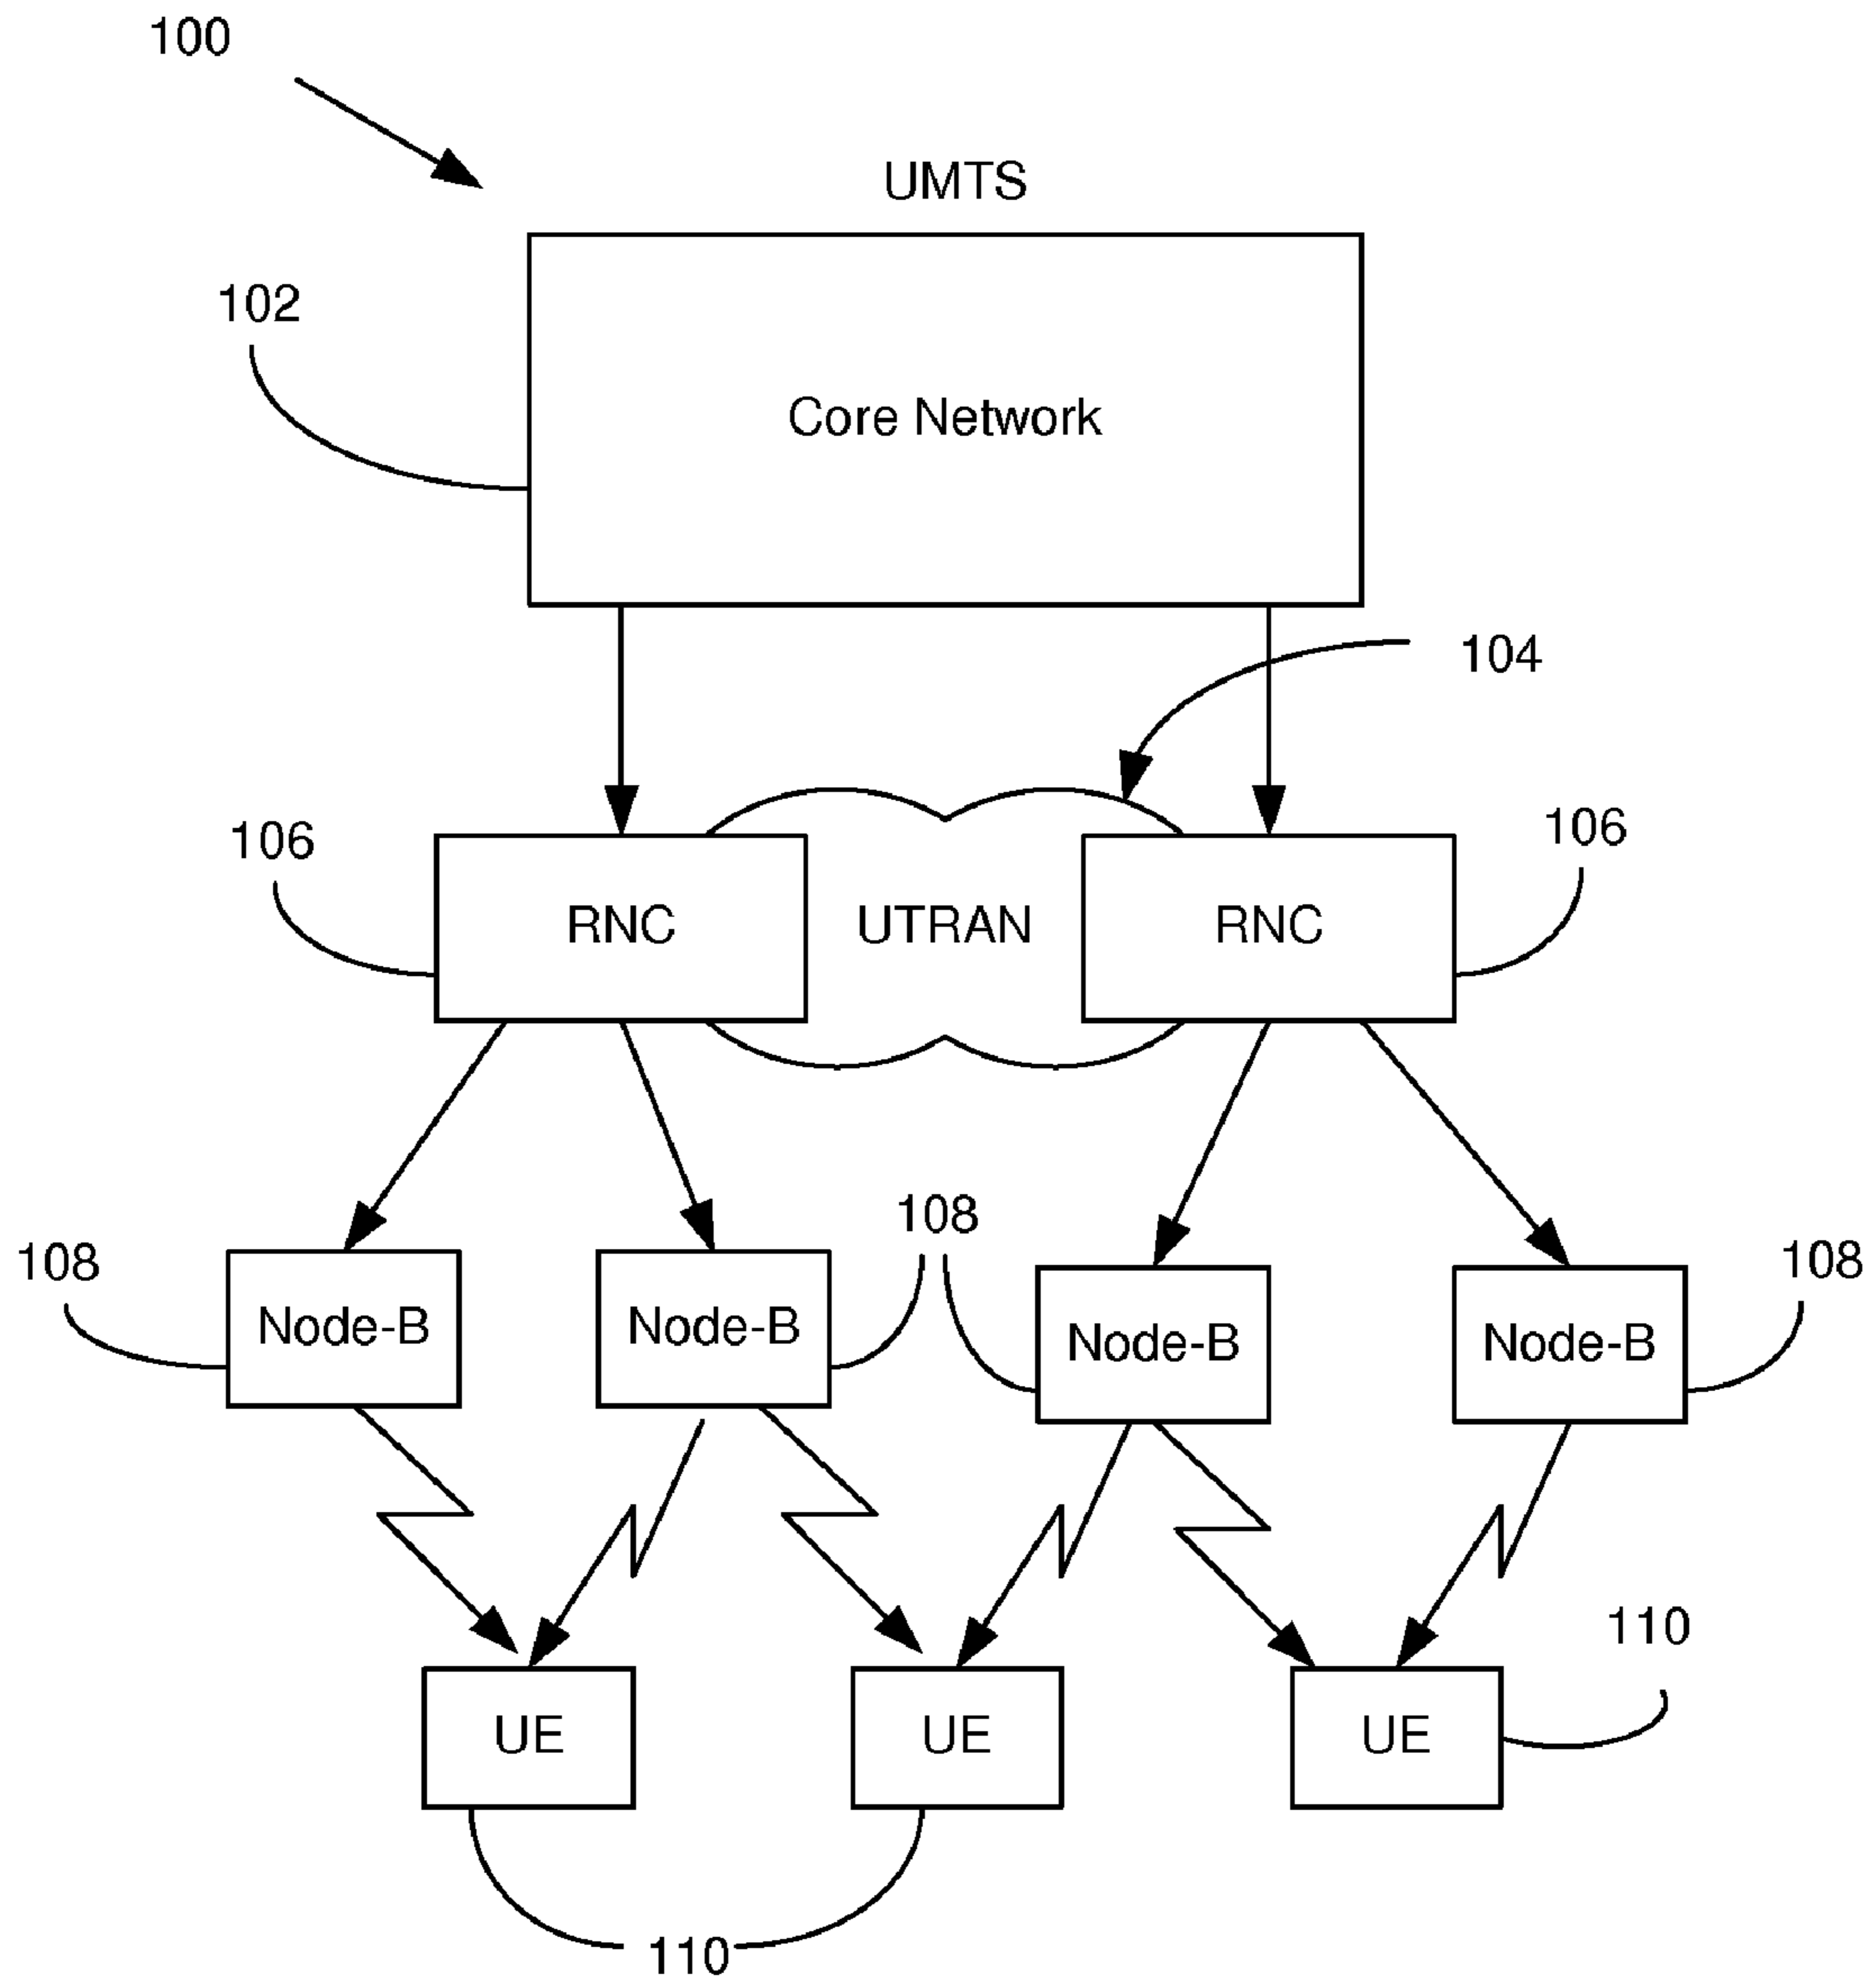 100
UMTS
102
Core Network
104
106
106
RNC
UTRAN
RNC
108
108
108
Node-B
Node-B
Node-B
Node-B
110
UE
UE
UE
110